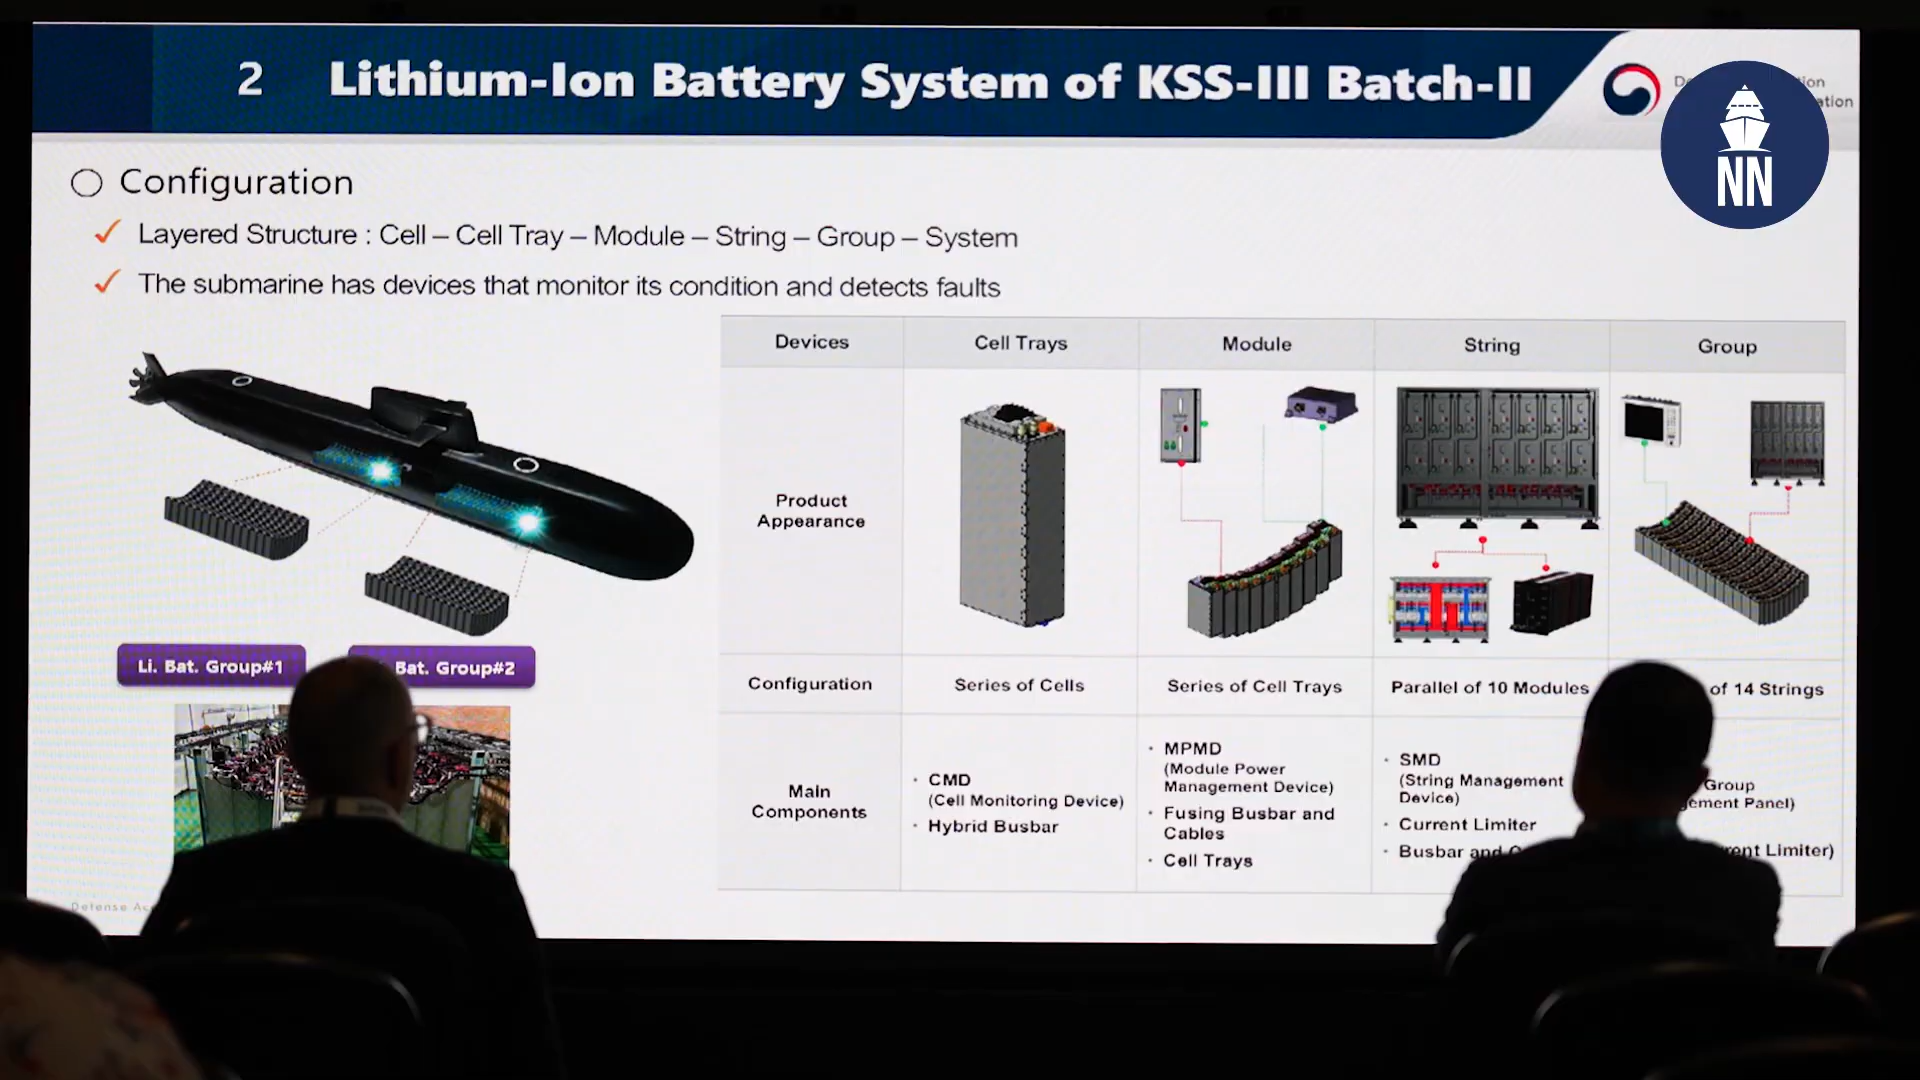 2 Lithium-Ion Battery System of KSS-III Batch-II
NN
Configuration
Layered Structure : Cell – Cell Tray – Module – String – Group – System
The submarine has devices that monitor its condition and detects faults
Li. Bat. Group#1
Bat. Group#2
Devices Cell Trays Module String Group
Product
Appearance
Configuration Series of Cells Series of Cell Trays Parallel of 10 Modules of 14 Strings
Main
Components
CMD
(Cell Monitoring Device)
Hybrid Busbar
MPMD
(Module Power
Management Device)
Fusing Busbar and
Cables
Cell Trays
SMD
(String Management
Device)
Current Limiter
Busbar and
Group
Panel)
Limiter)
Defense